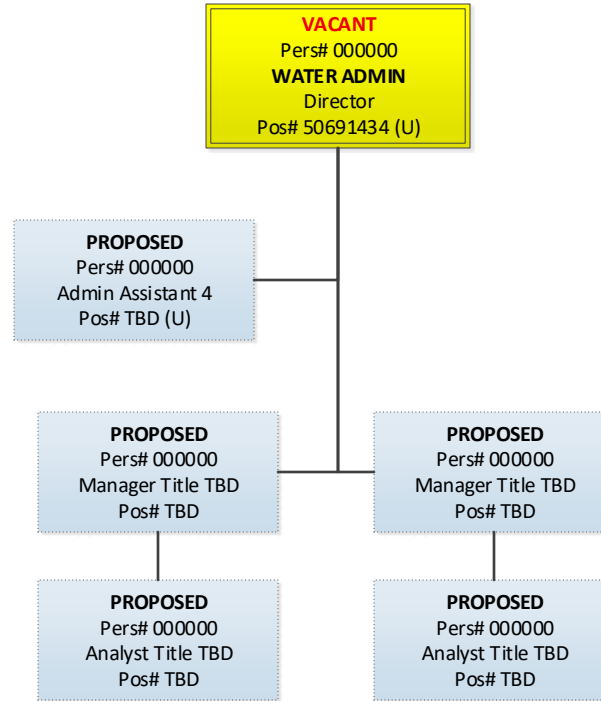 VACANT
Pers# 000000
WATER ADMIN
Director
Pos# 50691434 (U)
PROPOSED
Pers# 000000
Admin Assistant 4
Pos# TBD (U)
PROPOSED
Pers# 000000
Manager Title TBD
Pos# TBD
PROPOSED
Pers# 000000
Manager Title TBD
Pos# TBD
PROPOSED
Pers# 000000
Analyst Title TBD
Pos# TBD
PROPOSED
Pers# 000000
Analyst Title TBD
Pos# TBD